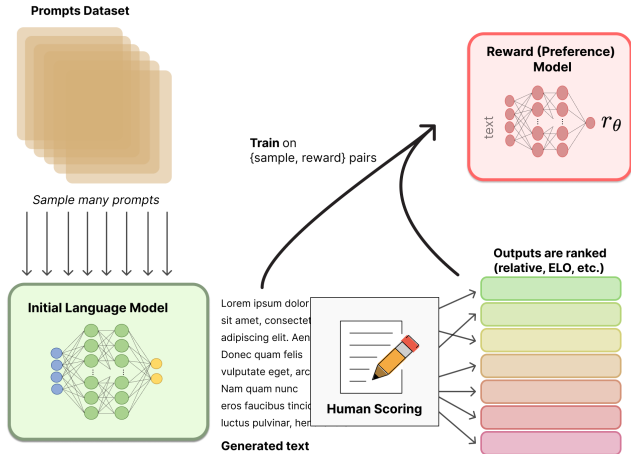 Prompts Dataset
Sample many prompts
Initial Language Model
Train on
{sample, reward} pairs
Reward (Preference)
Model
text
rθ
Outputs are ranked
(relative, ELO, etc.)
Lorem ipsum dolor
sit amet, consectet
adipiscing elit. Aen
Donec quam felis
vulputate eget, arc
Nam quam nunc
eros faucibus tincid
luctus pulvinar, her
Human Scoring
Generated text